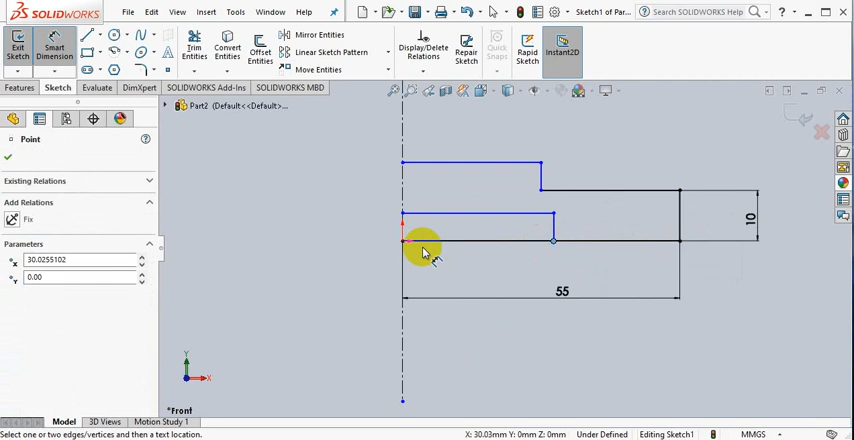 SOLIDWORKS
File Edit View Insert Tools Window Help
Sketch1 of Par...
Search SOLIDWORKS Help
Exit Sketch
Smart Dimension
Trim Entities
Convert Entities
Offset Entities
Mirror Entities
Linear Sketch Pattern
Move Entities
Display/Delete Relations
Repair Sketch
Quick Snaps
Rapid Sketch
Instant2D
Features Sketch Evaluate DimXpert SOLIDWORKS Add-Ins SOLIDWORKS MBD
Part2 (Default<<Default>...
Point
Existing Relations
Add Relations
Fix
Parameters
30.0255102
0.00
10
55
Y
X
*Front
Model 3D Views Motion Study 1
Select one or two edges/vertices and then a text location.
X: 30.03mm Y: 0mm Z: 0mm Under Defined Editing Sketch1 MMGS